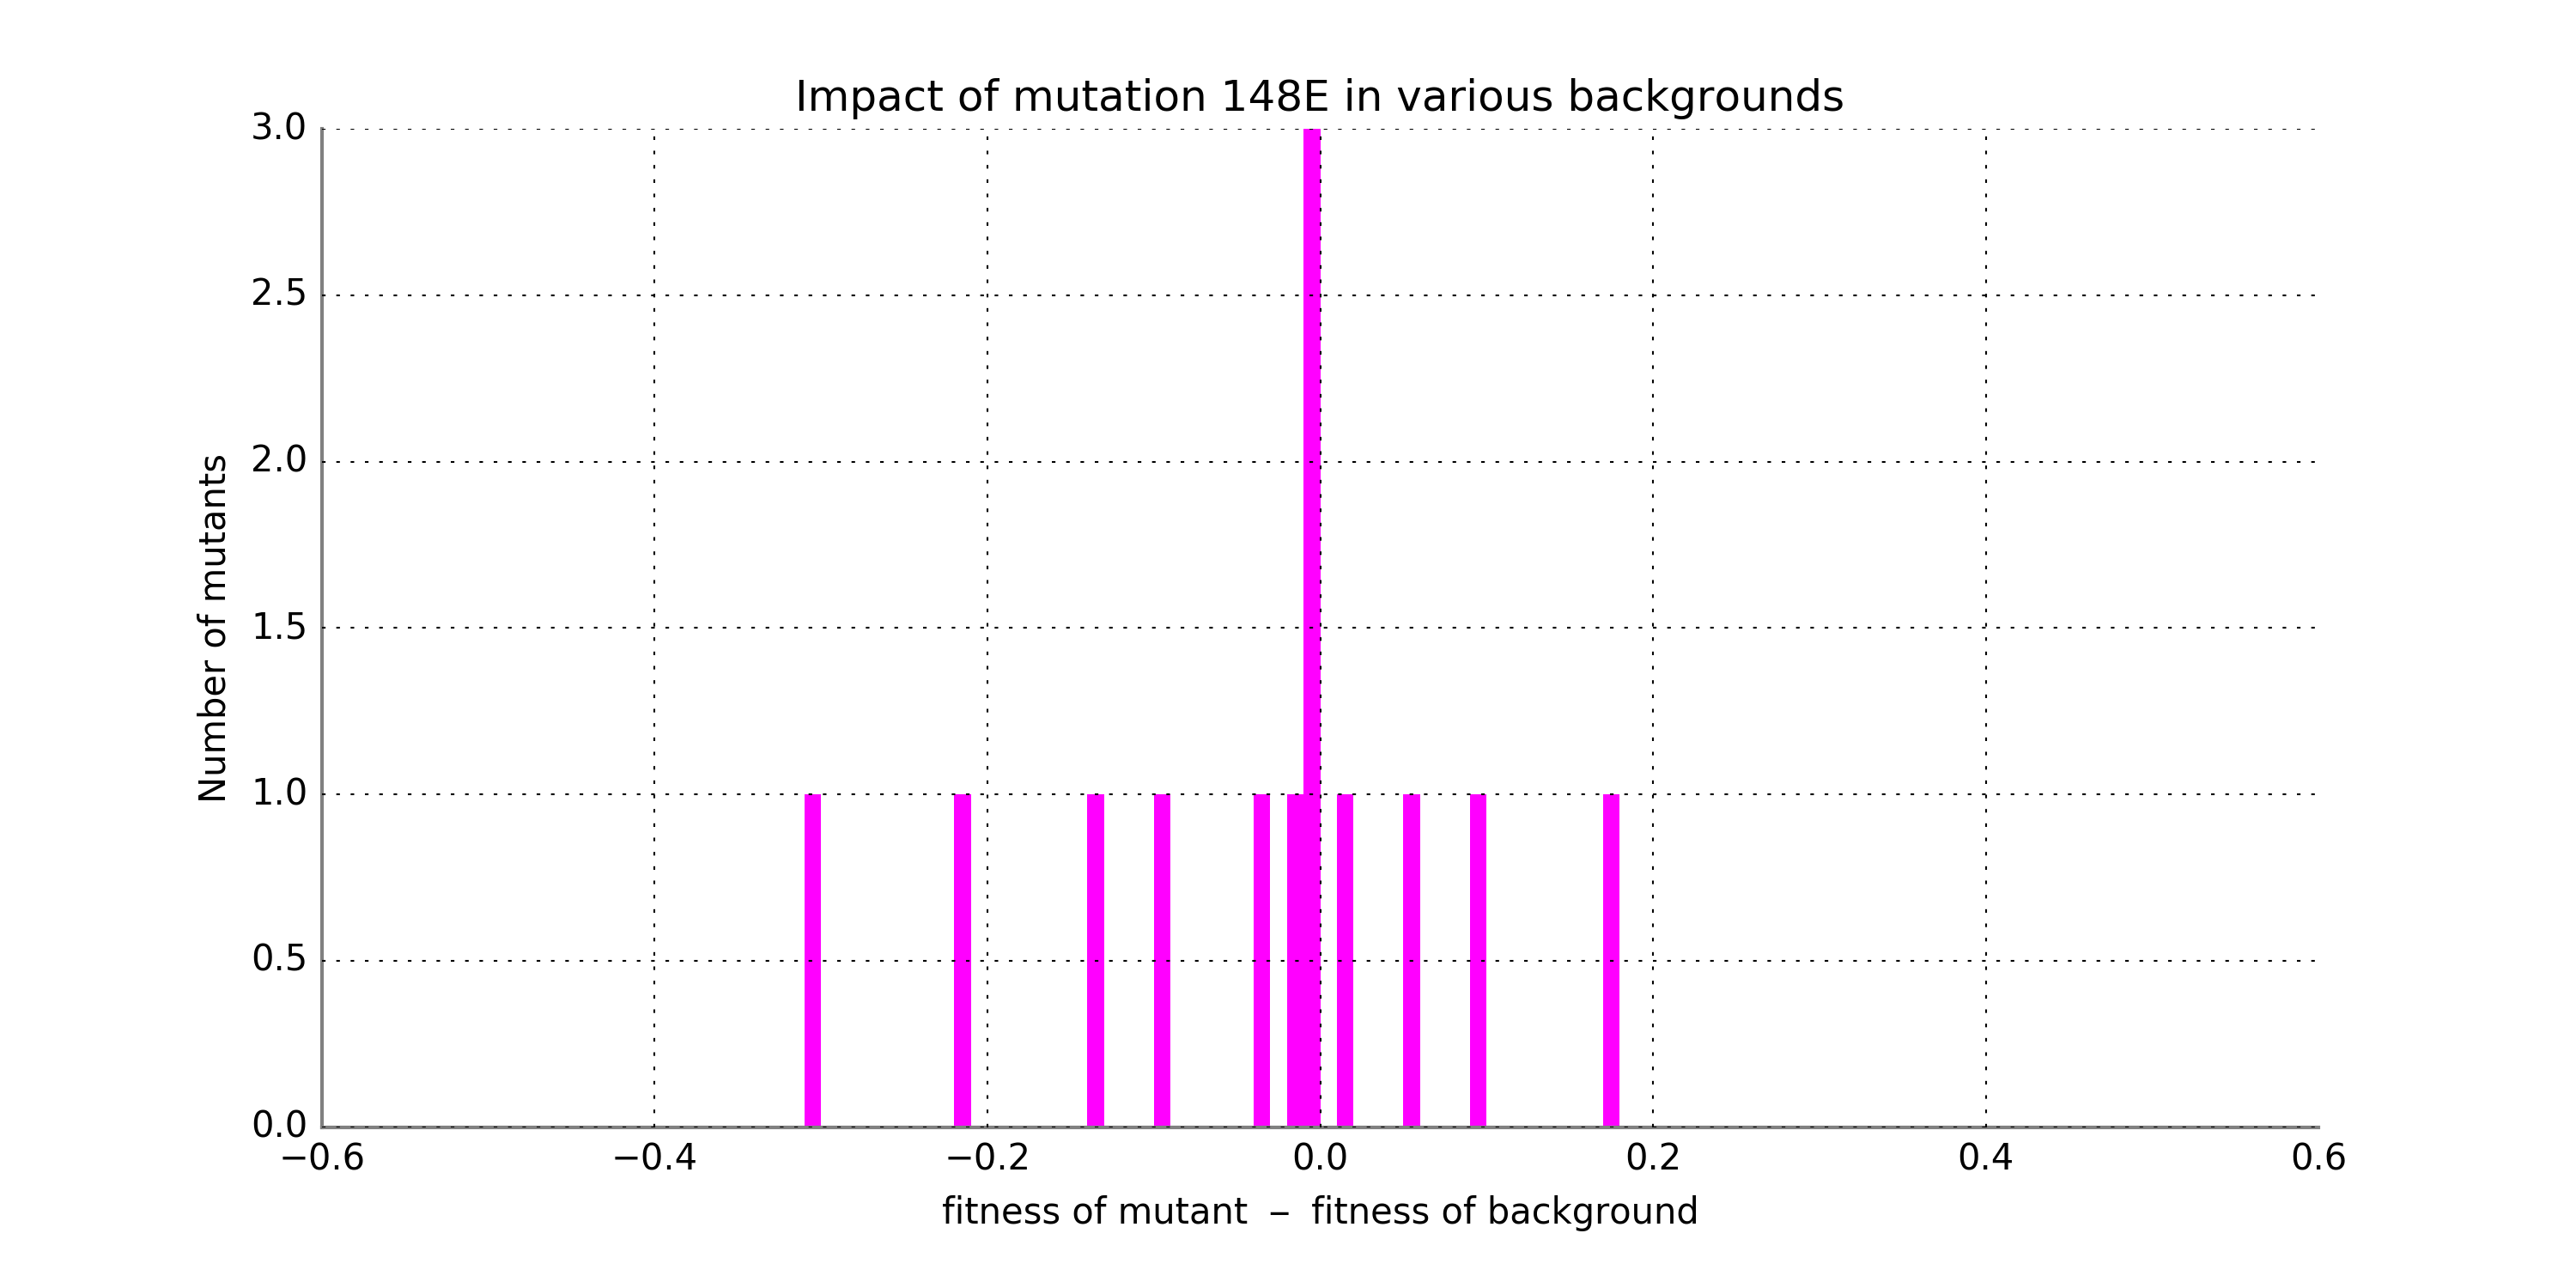 Impact of mutation 148E in various backgrounds
3.0
2.5
2.0
1.5
1.0
0.5
0.0
Number of mutants
−0.6 −0.4 −0.2 0.0 0.2 0.4 0.6
fitness of mutant – fitness of background